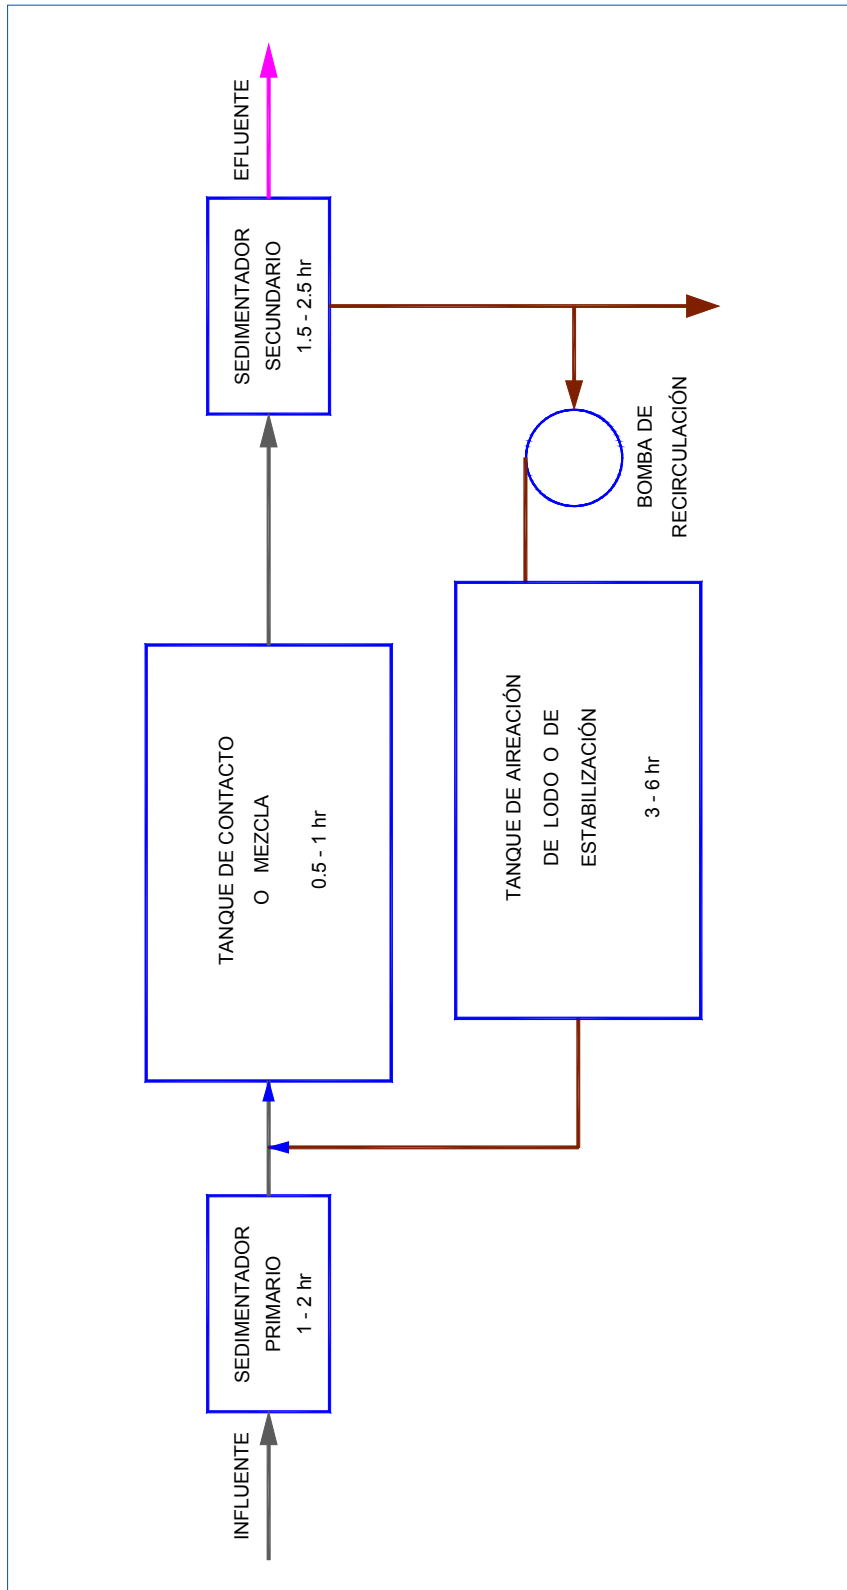 INFLUENTE
SEDIMENTADOR
PRIMARIO
1 - 2 hr
TANQUE DE CONTACTO
O MEZCLA
0.5 - 1 hr
SEDIMENTADOR
SECUNDARIO
1.5 - 2.5 hr
EFLUENTE
TANQUE DE AIREACIÓN
DE LODO O DE
ESTABILIZACIÓN
3 - 6 hr
BOMBA DE
RECIRCULACIÓN